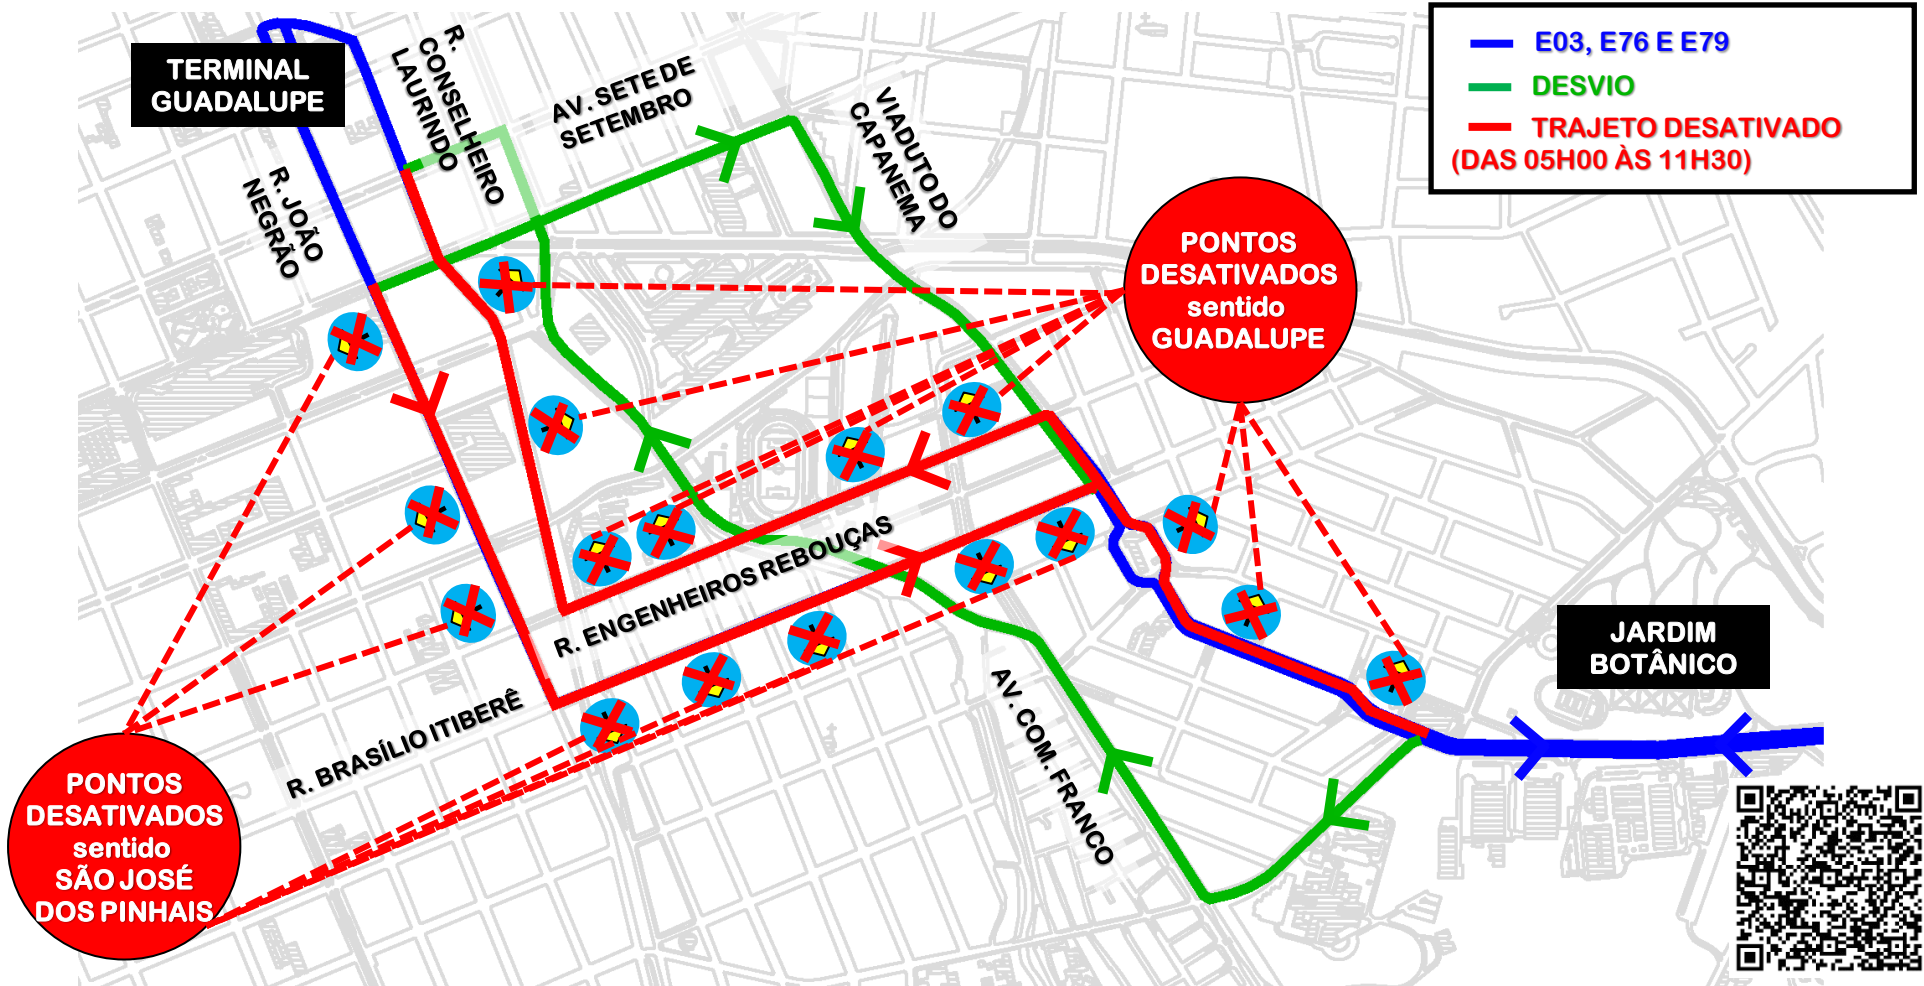 TERMINAL
GUADALUPE
R.
CONSELHEIRO
LAURINDO
AV. SETE DE
SETEMBRO
VIADUTO DO
CAPANEMA
R. JOÃO
NEGRÃO
E03, E76 E E79
DESVIO
TRAJETO DESATIVADO
(DAS 05H00 ÀS 11H30)
PONTOS
DESATIVADOS
sentido
GUADALUPE
R. ENGENHEIROS REBOUÇAS
R. BRASÍLIO ITIBERÊ
AV. COM. FRANCO
JARDIM
BOTÂNICO
PONTOS
DESATIVADOS
sentido
SÃO JOSÉ
DOS PINHAIS